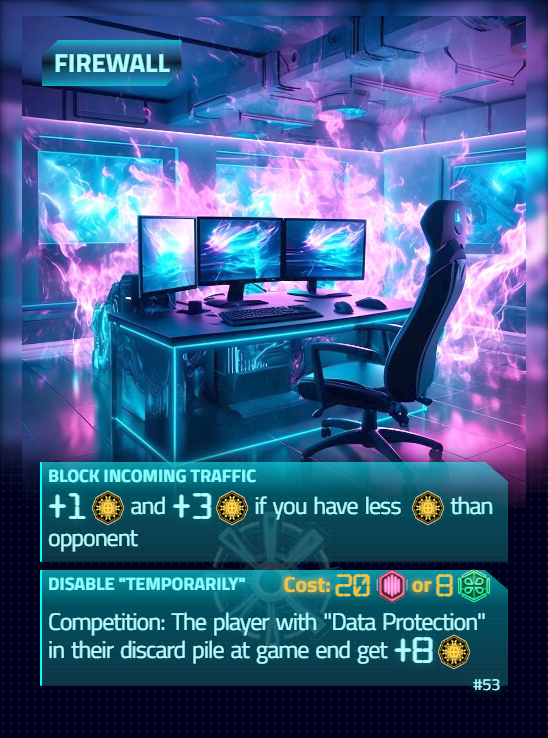 FIREWALL
BLOCK INCOMING TRAFFIC
+1 and +3 if you have less than
opponent
DISABLE "TEMPORARILY" Cost: 20 or 8
Competition: The player with "Data Protection"
in their discard pile at game end get +8
#53